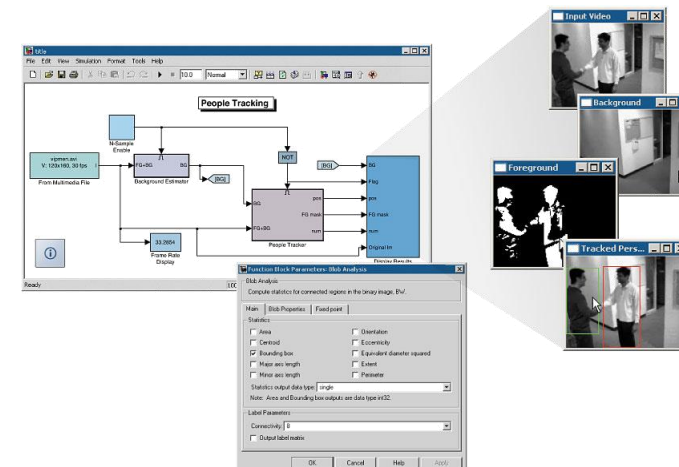 Input Video
title
File Edit View Simulation Format Tools Help
10.0 Normal
People Tracking
Background
N-Sample
Enable
NOT
[BG] BG
vipmen.avi
V: 120x160, 30 fps
FG+BG BG
Flag
From Multimedia File
Background Estimator
[BG]
Foreground
pos pos
BG
FG mask FG mask
FG+BG
num num
33.2654
People Tracker
Original Im
Frame Rate
Display
Display Results
Tracked Pers...
Ready 100
Function Block Parameters: Blob Analysis
Blob Analysis
Compute statistics for connected regions in the binary image, BW.
Main Blob Properties Fixed-point
Statistics
Area Orientation
Centroid Eccentricity
Bounding box Equivalent diameter squared
Major axis length Extent
Minor axis length Perimeter
Statistics output data type: single
Note: Area and Bounding box outputs are data type int32.
Label Parameters
Connectivity: 8
Output label matrix
OK Cancel Help Apply